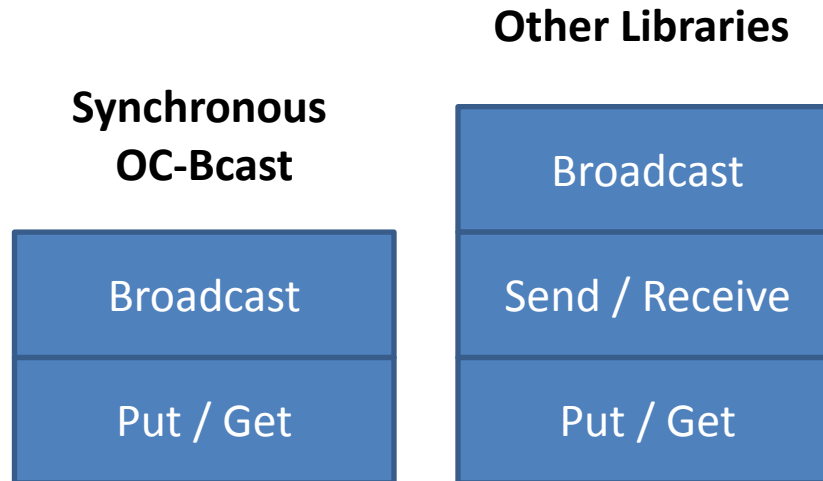 Synchronous
OC-Bcast
Broadcast
Put / Get
Other Libraries
Broadcast
Send / Receive
Put / Get